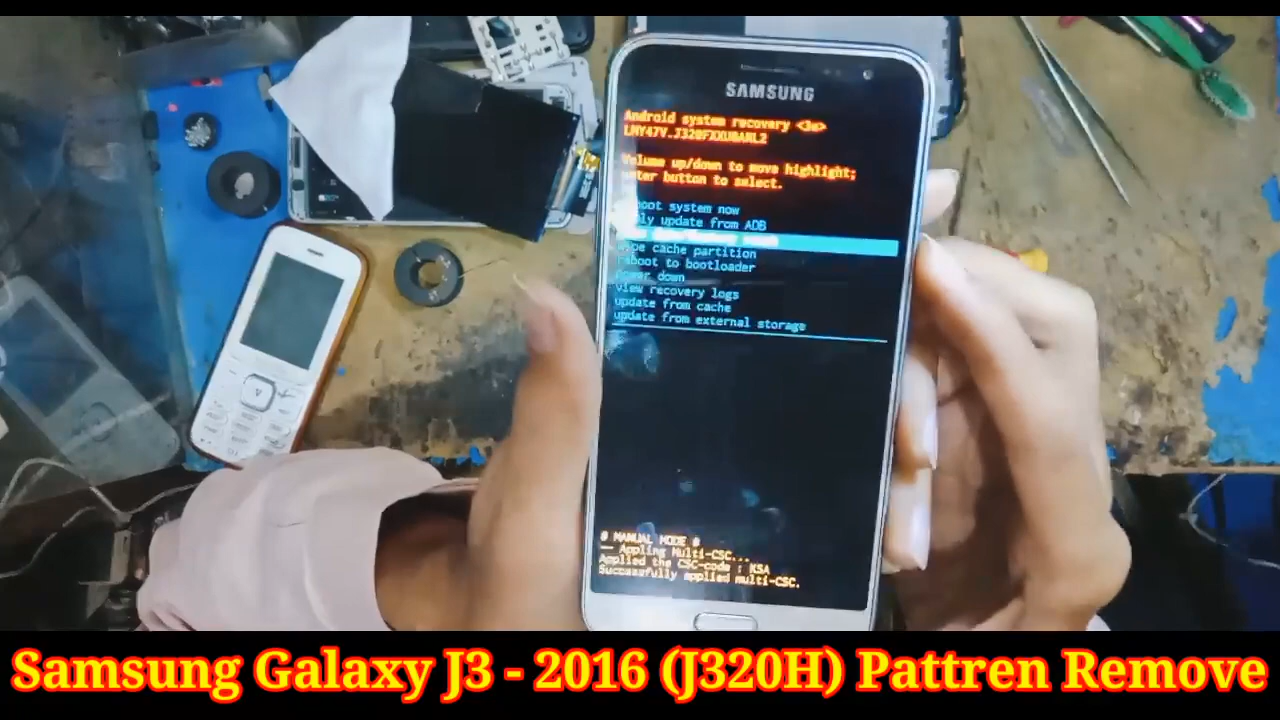 SAMSUNG
Android system recovery <3e>
LMY47V.J320FXXU0ARL2
Volume up/down to move highlight;
enter button to select.
reboot system now
apply update from ADB
wipe cache partition
reboot to bootloader
power down
view recovery logs
update from cache
update from external storage
# MANUAL MODE #
-- Appling Multi-CSC...
Applied the CSC-code : KSA
Successfully applied multi-CSC.
Samsung Galaxy J3 - 2016 (J320H) Pattren Remove